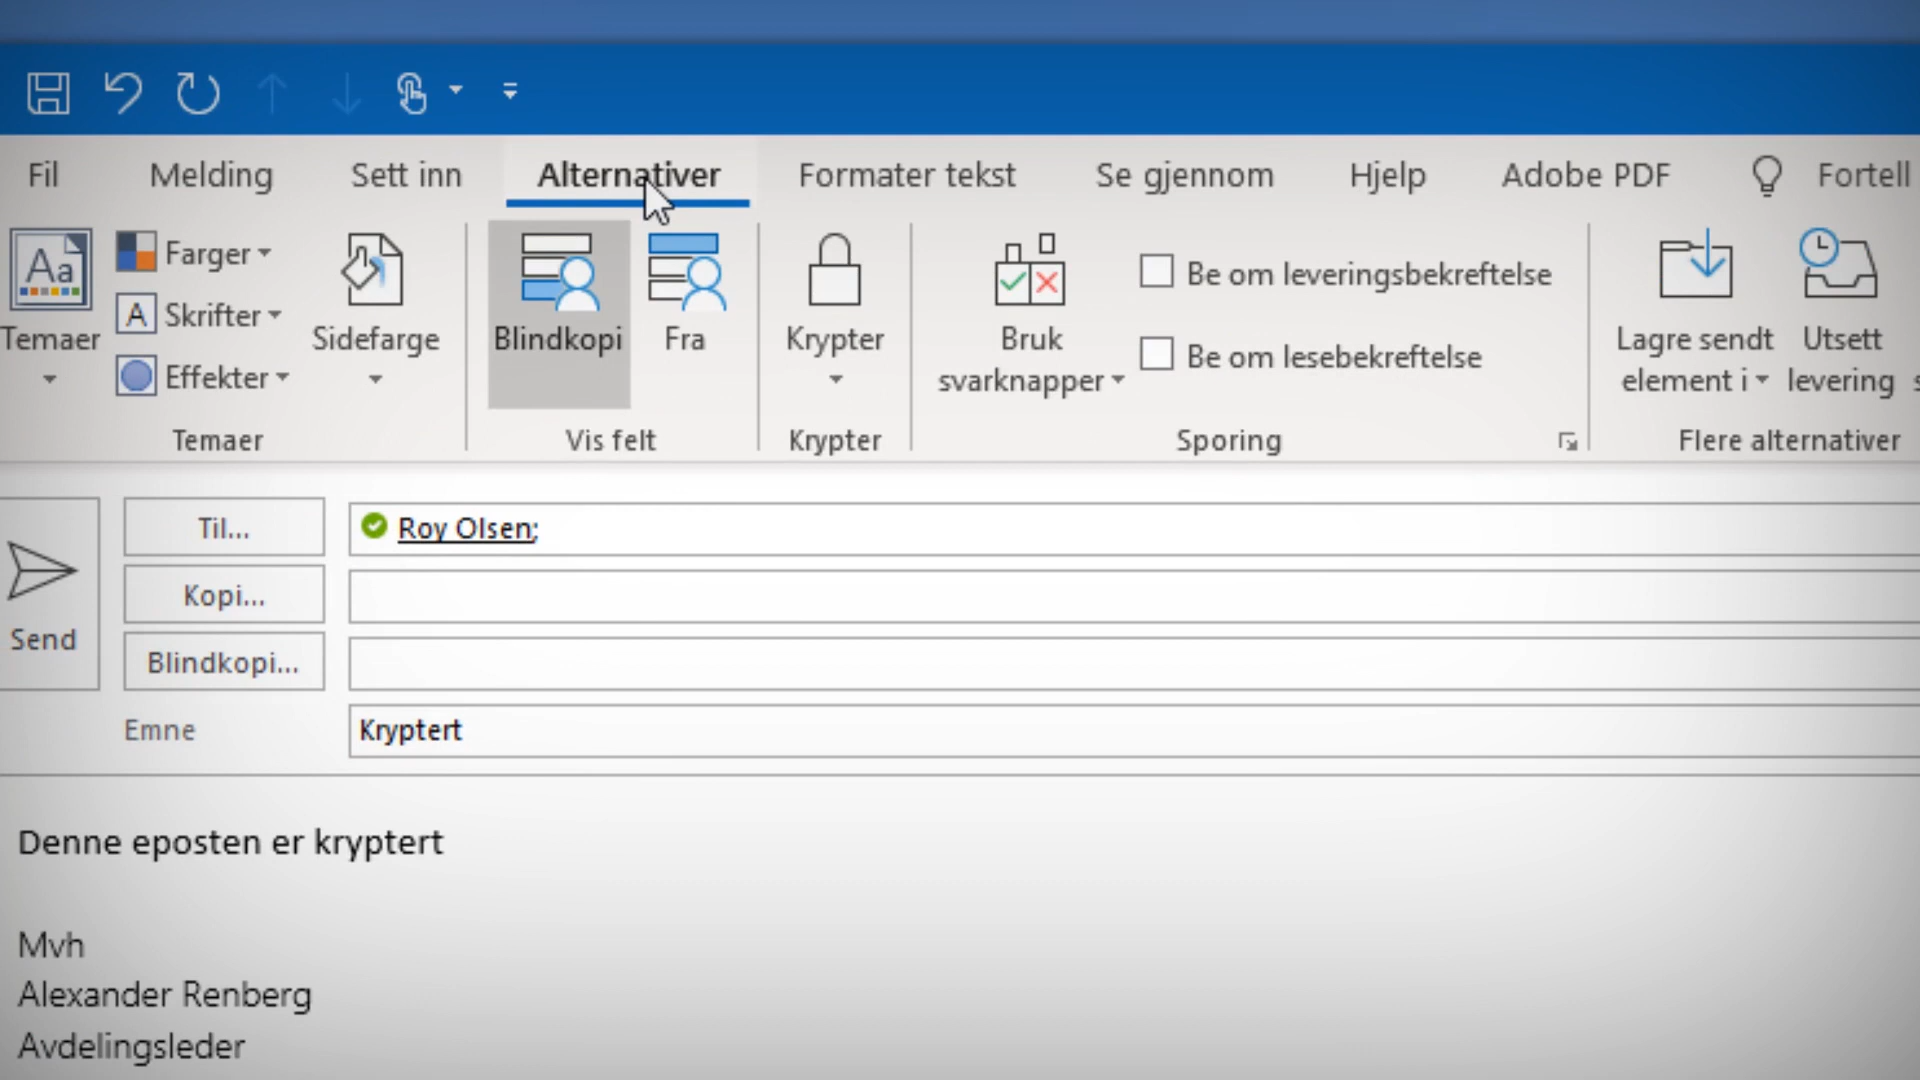 Fil Melding Sett inn Alternativer Formater tekst Se gjennom Hjelp Adobe PDF Fortell
Aa
Temaer
Farger
A
Skrifter
Effekter
Sidefarge
Temaer
Blindkopi
Fra
Vis felt
Krypter
Krypter
Bruk
svarknapper
Be om leveringsbekreftelse
Be om lesebekreftelse
Sporing
Lagre sendt
element i
Utsett
levering
Flere alternativer
Send
Til...
Roy Olsen;
Kopi...
Blindkopi...
Emne
Kryptert
Denne eposten er kryptert
Mvh
Alexander Renberg
Avdelingsleder